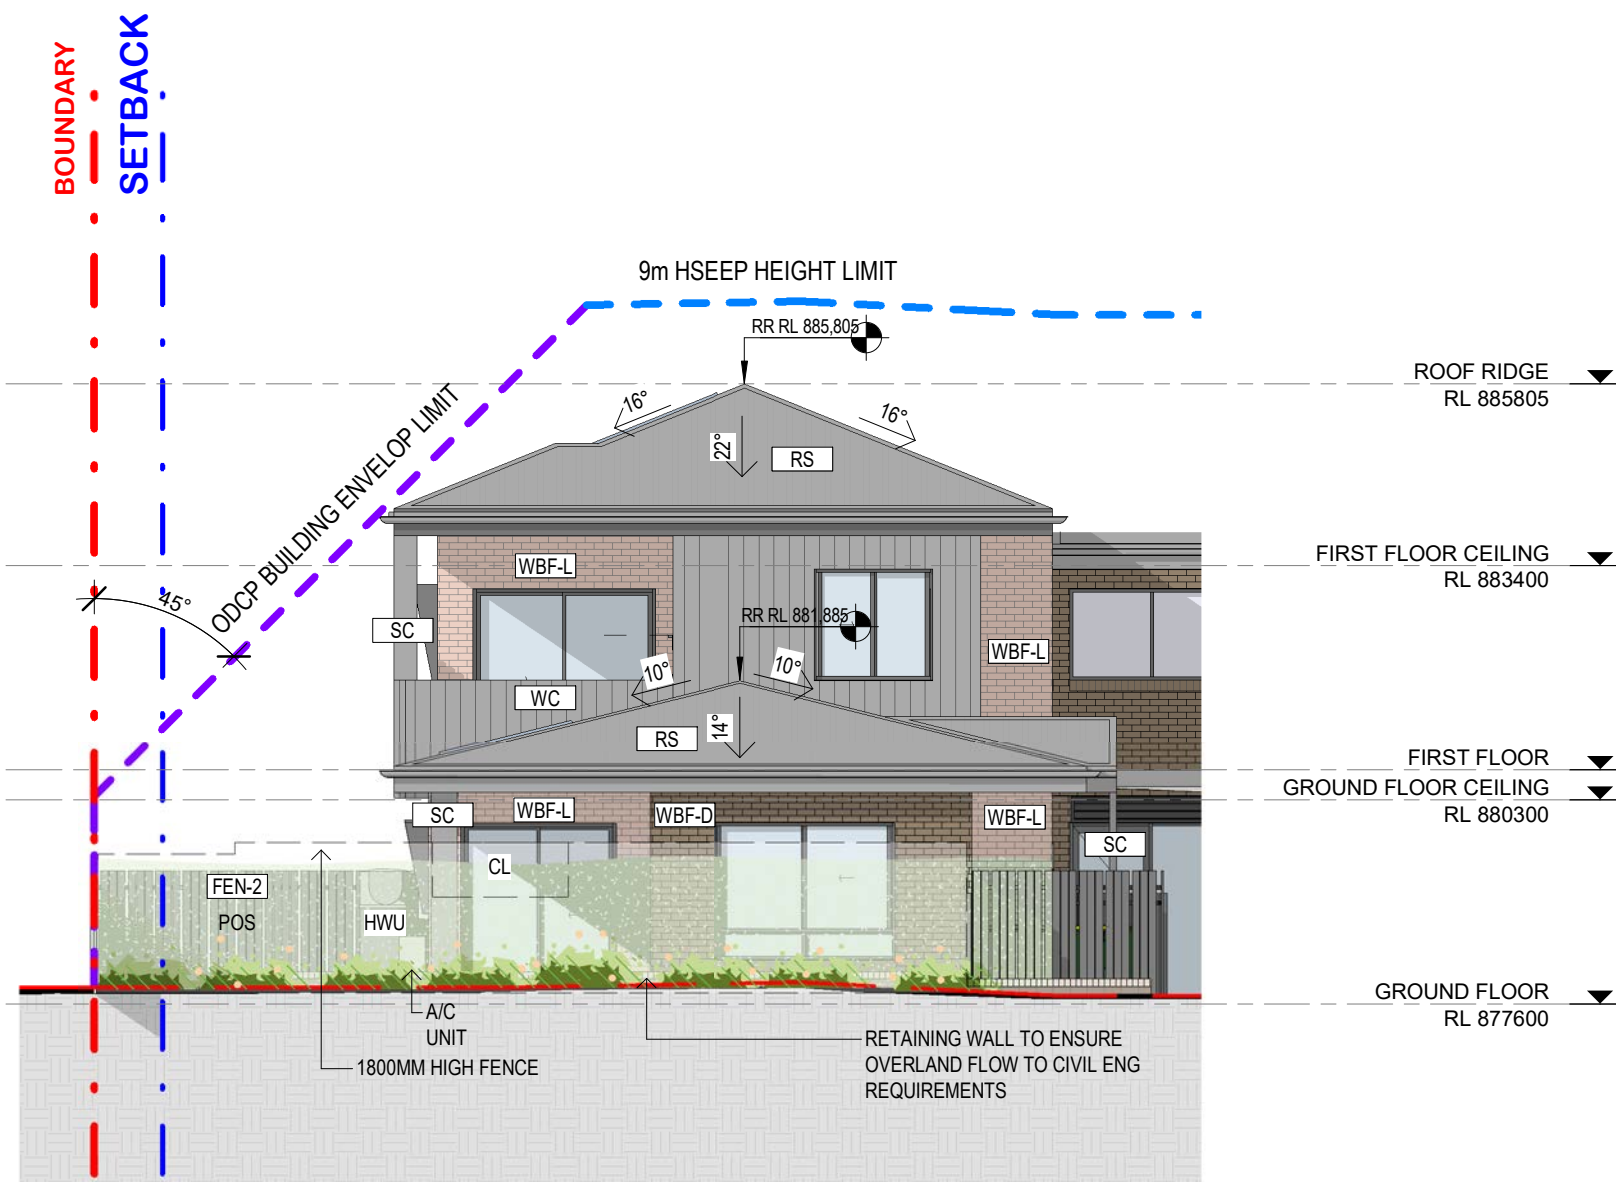 BOUNDARY
SETBACK
9m HSEEP HEIGHT LIMIT
RR RL 885,805
ROOF RIDGE
RL 885805
16°
16°
22°
RS
ODCP BUILDING ENVELOP LIMIT
45°
WBF-L
FIRST FLOOR CEILING
RL 883400
SC
RR RL 881,885
WBF-L
10°
10°
WC
14°
RS
FIRST FLOOR
GROUND FLOOR CEILING
RL 880300
SC
WBF-L
WBF-D
WBF-L
SC
CL
FEN-2
POS
HWU
GROUND FLOOR
RL 877600
A/C
UNIT
1800MM HIGH FENCE
RETAINING WALL TO ENSURE
OVERLAND FLOW TO CIVIL ENG
REQUIREMENTS